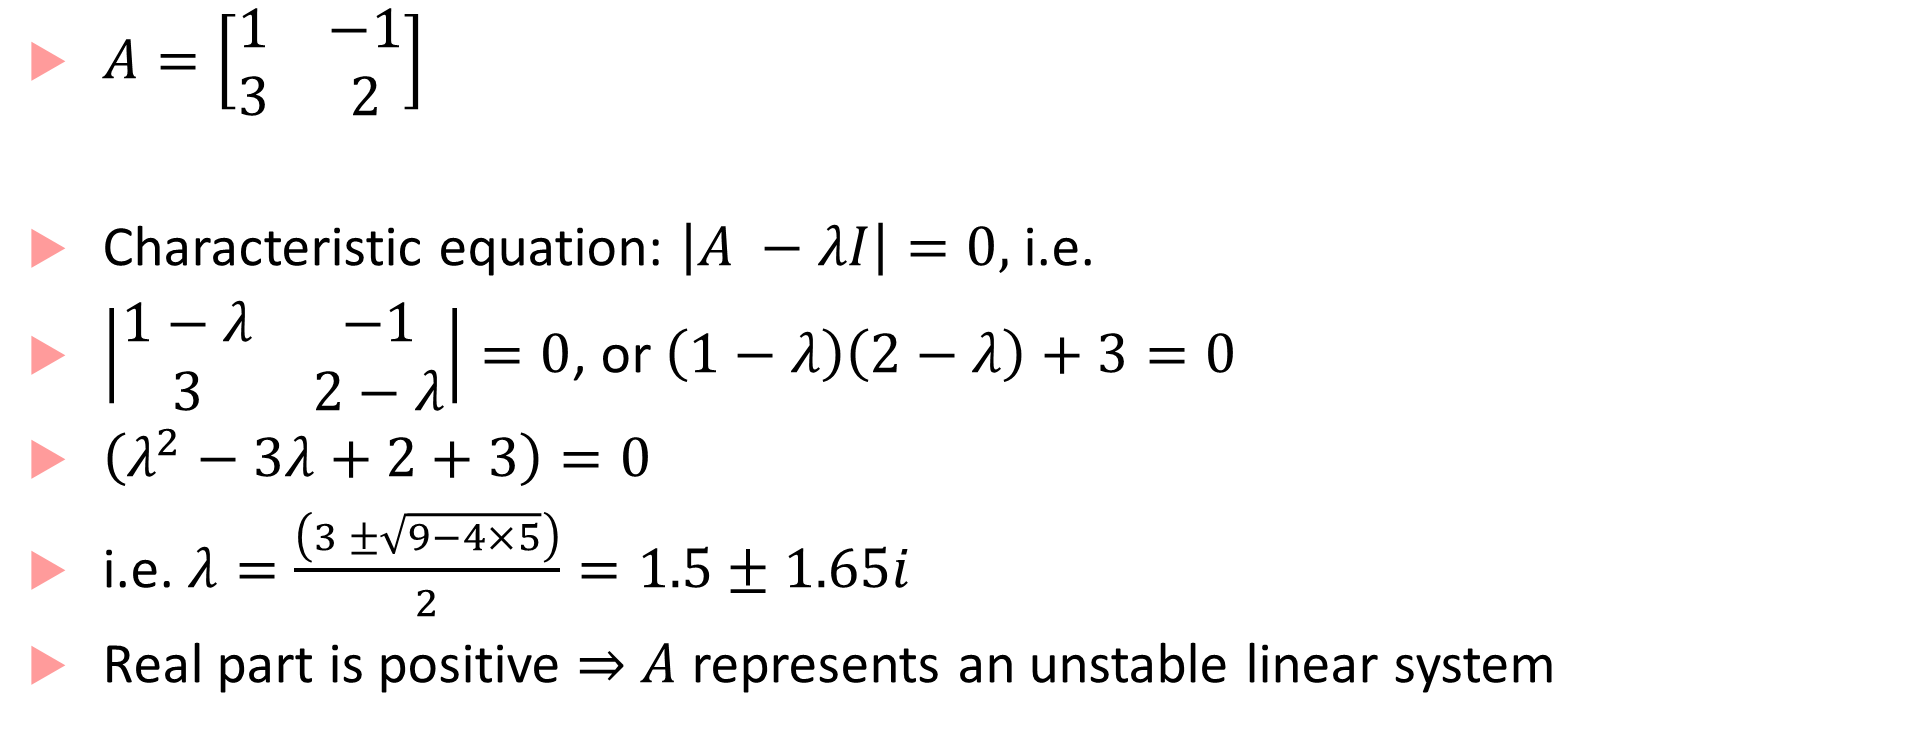 ▶ 𝐴 = [1 −1
3 2]
▶ Characteristic equation: |𝐴 − 𝜆𝐼| = 0, i.e.
▶ |1 − 𝜆 −1
3 2 − 𝜆| = 0, or (1 − 𝜆)(2 − 𝜆) + 3 = 0
▶ (𝜆² − 3𝜆 + 2 + 3) = 0
▶ i.e. 𝜆 = (3 ±√9−4×5) / 2 = 1.5 ± 1.65𝑖
▶ Real part is positive ⇒ 𝐴 represents an unstable linear system